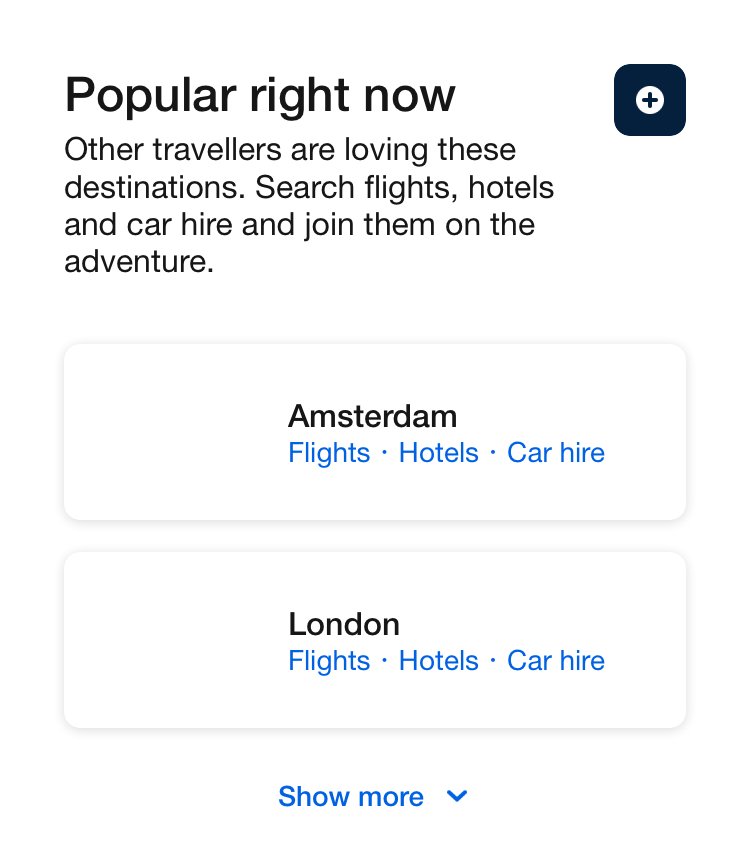 Popular right now
Other travellers are loving these
destinations. Search flights, hotels
and car hire and join them on the
adventure.
Amsterdam
Flights · Hotels · Car hire
London
Flights · Hotels · Car hire
Show more